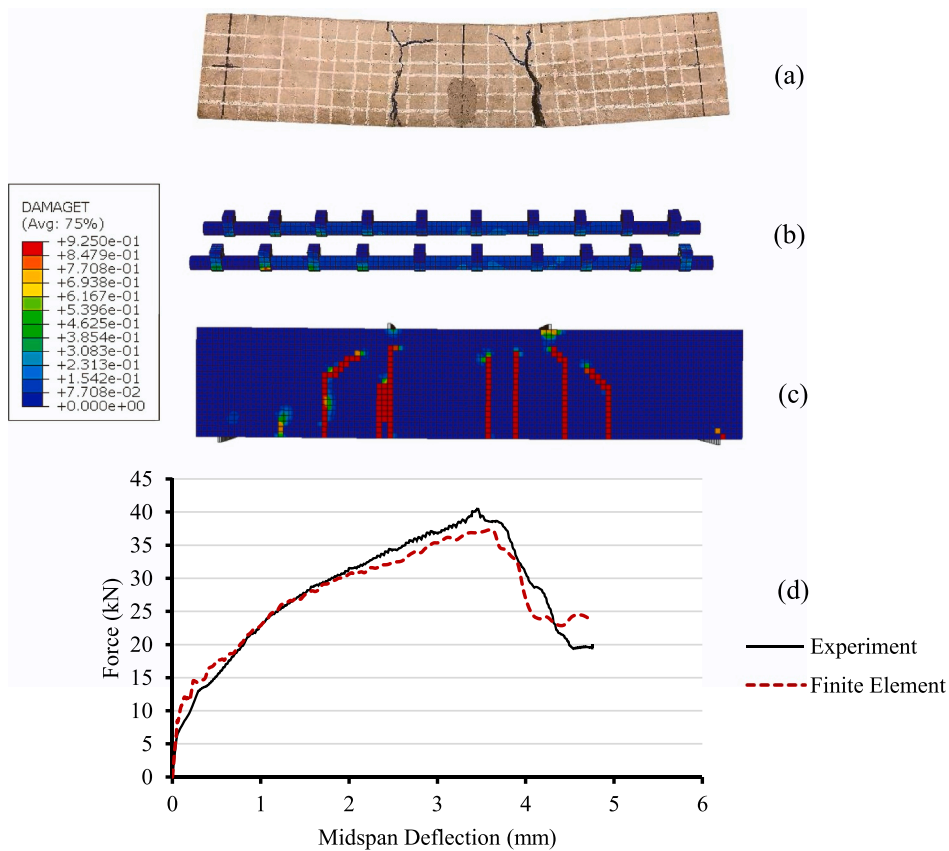 (a)
(b)
DAMAGET
(Avg: 75%)
+9.250e-01
+8.479e-01
+7.708e-01
+6.938e-01
+6.167e-01
+5.396e-01
+4.625e-01
+3.854e-01
+3.083e-01
+2.313e-01
+1.542e-01
+7.708e-02
+0.000e+00
(c)
45
40
35
30
25
20
15
10
5
0
Force (kN)
0 1 2 3 4 5 6
Midspan Deflection (mm)
(d)
Experiment
Finite Element